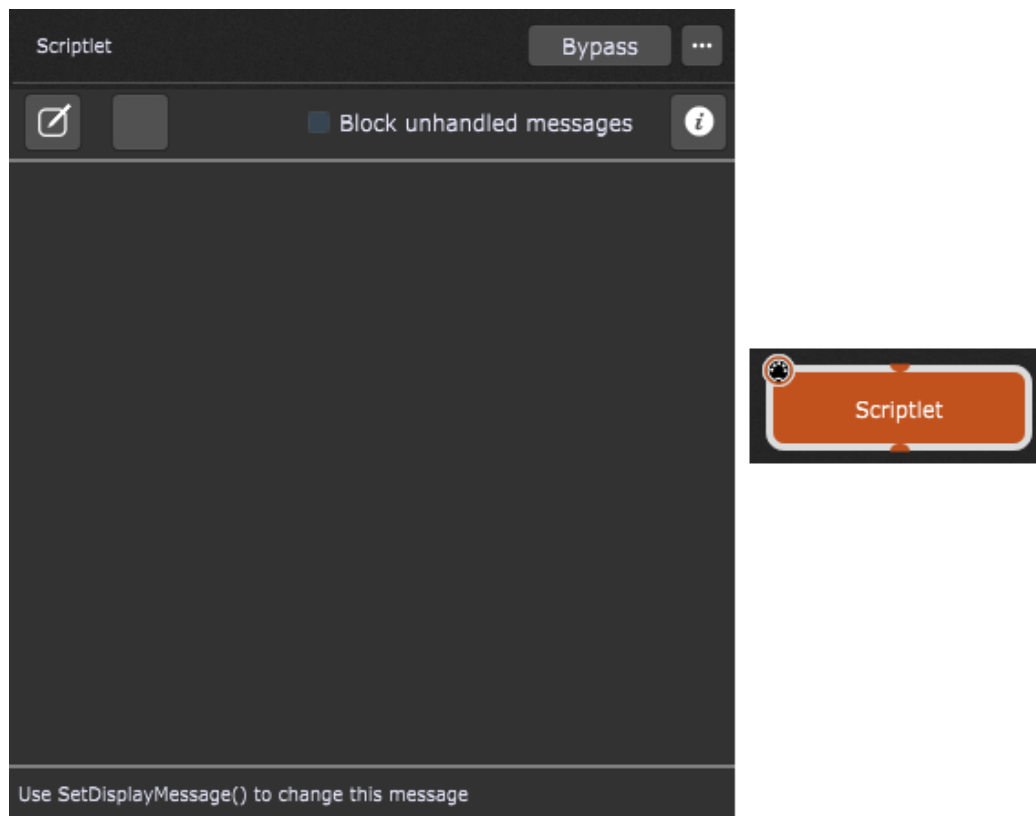 Scriptlet
Bypass
Block unhandled messages
Scriptlet
Use SetDisplayMessage() to change this message